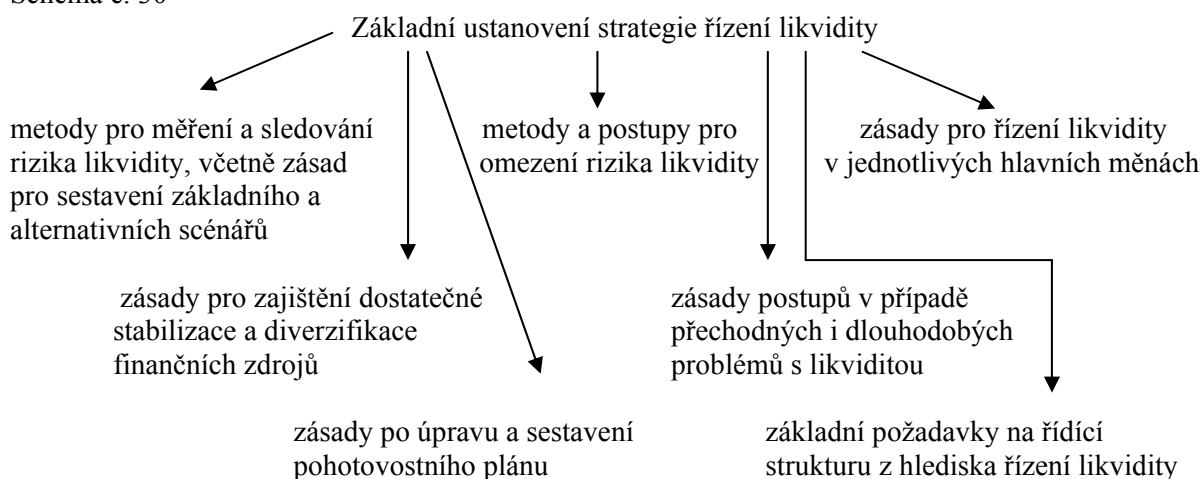 Základní ustanovení strategie řízení likvidity
metody pro měření a sledování
rizika likvidity, včetně zásad
pro sestavení základního a
alternativních scénářů
metody a postupy pro
omezení rizika likvidity
zásady pro řízení likvidity
v jednotlivých hlavních měnách
zásady pro zajištění dostatečné
stabilizace a diverzifikace
finančních zdrojů
zásady postupů v případě
přechodných i dlouhodobých
problémů s likviditou
zásady po úpravu a sestavení
pohotovostního plánu
základní požadavky na řídící
strukturu z hlediska řízení likvidity